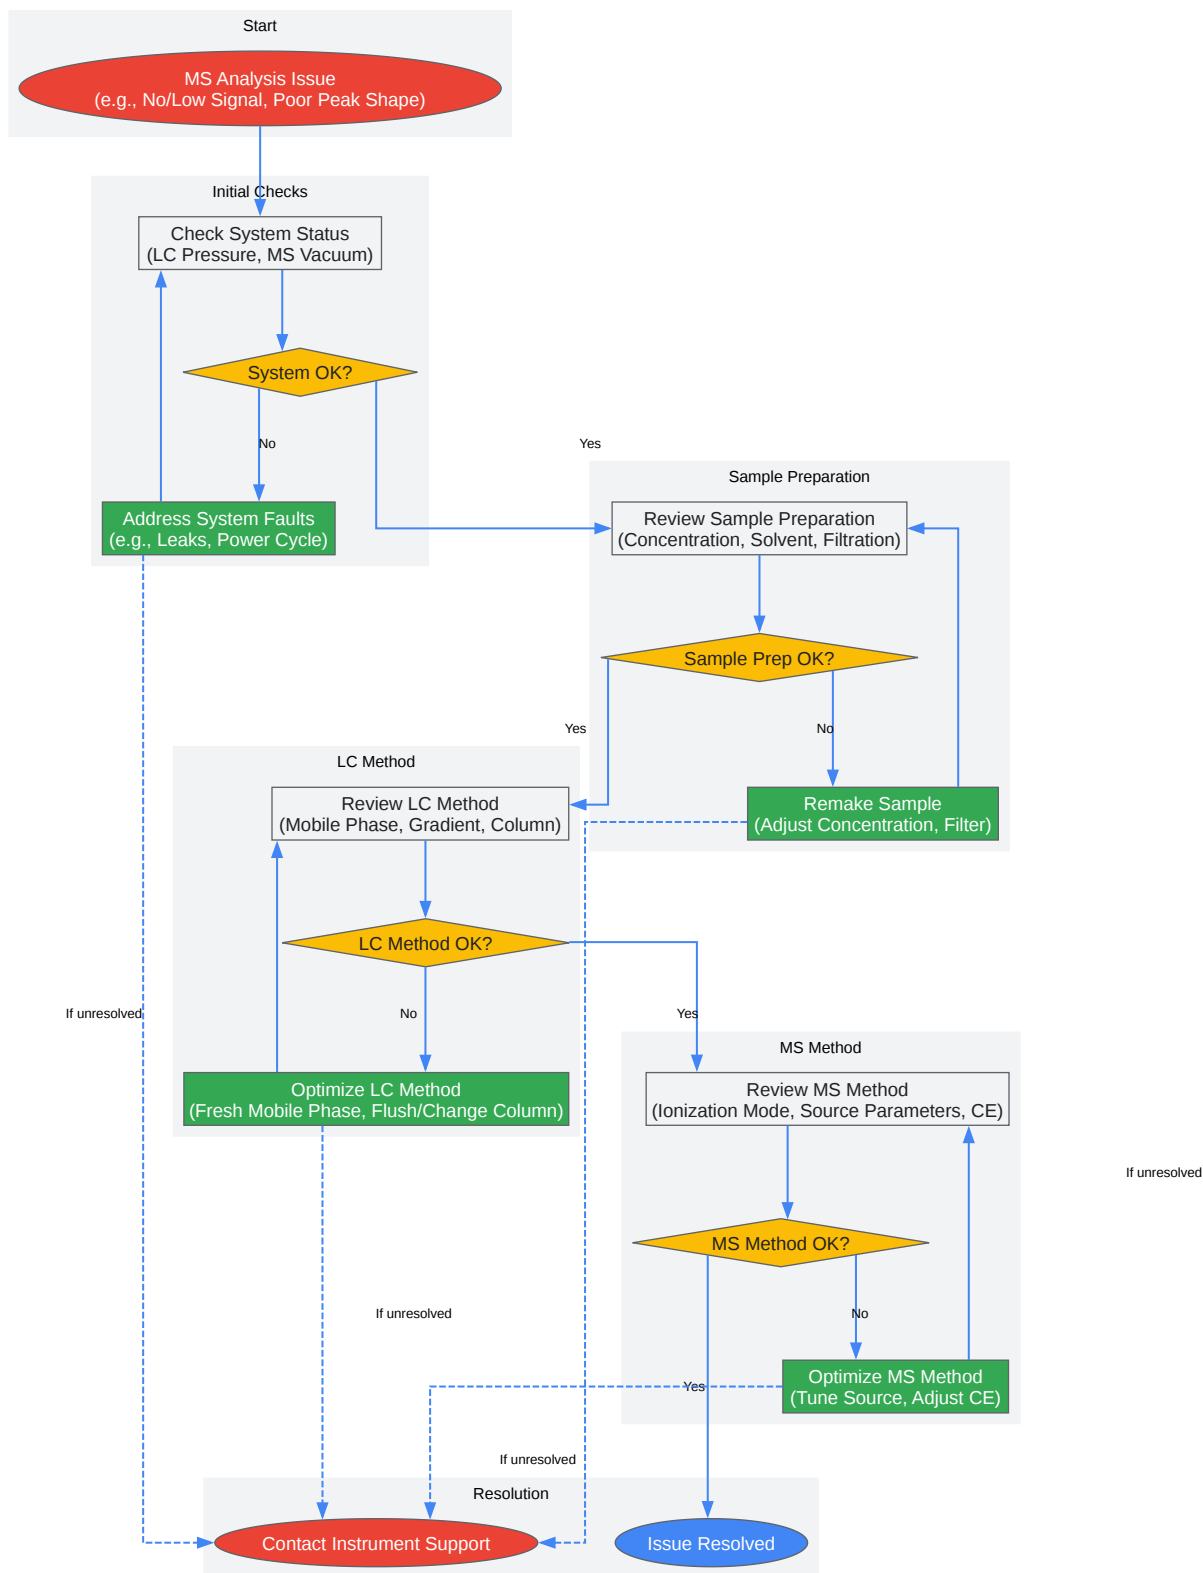 Start
MS Analysis Issue
(e.g., No/Low Signal, Poor Peak Shape)
Initial Checks
Check System Status
(LC Pressure, MS Vacuum)
System OK?
No
Yes
Address System Faults
(e.g., Leaks, Power Cycle)
Sample Preparation
Review Sample Preparation
(Concentration, Solvent, Filtration)
Sample Prep OK?
Yes
No
Remake Sample
(Adjust Concentration, Filter)
LC Method
Review LC Method
(Mobile Phase, Gradient, Column)
LC Method OK?
If unresolved
No
Yes
Optimize LC Method
(Fresh Mobile Phase, Flush/Change Column)
MS Method
Review MS Method
(Ionization Mode, Source Parameters, CE)
If unresolved
MS Method OK?
If unresolved
No
Yes
Optimize MS Method
(Tune Source, Adjust CE)
If unresolved
Resolution
Contact Instrument Support
Issue Resolved